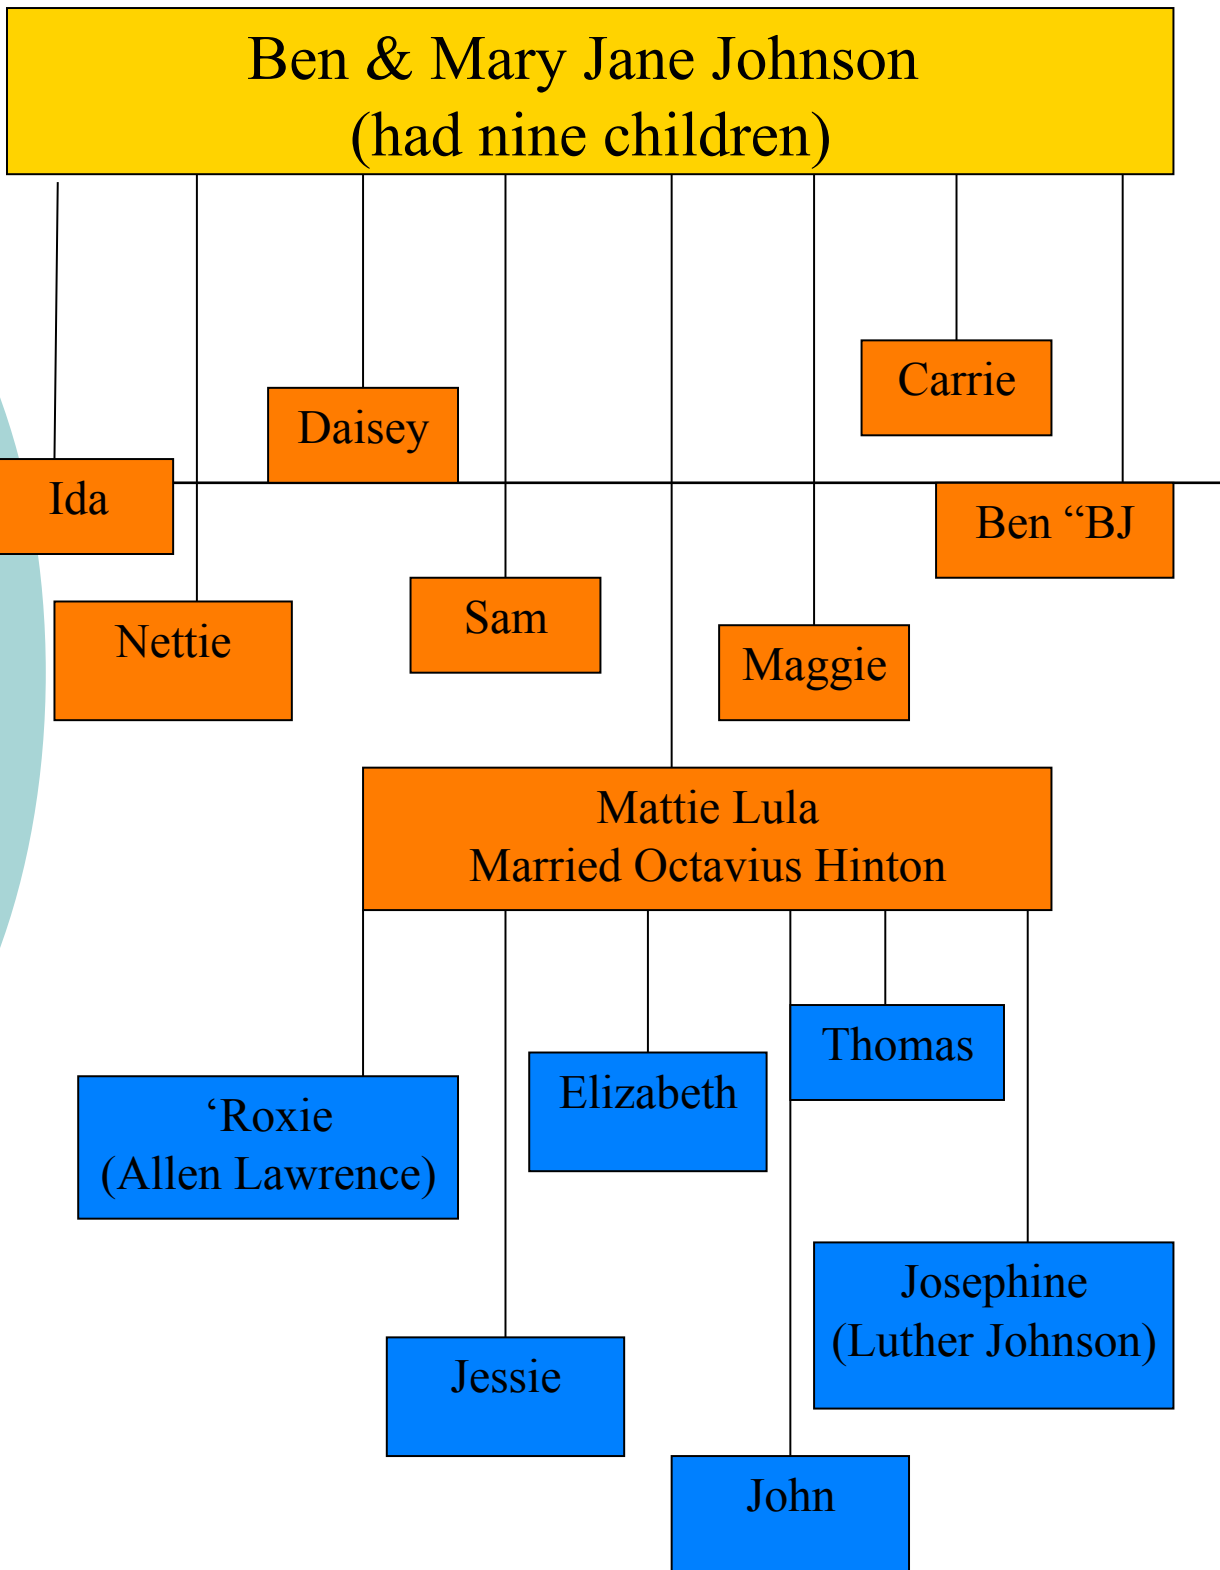 Ben & Mary Jane Johnson
(had nine children)
Carrie
Daisey
Ida
Ben “BJ
Sam
Nettie
Maggie
Mattie Lula
Married Octavius Hinton
Thomas
Elizabeth
‘Roxie
(Allen Lawrence)
Josephine
(Luther Johnson)
Jessie
John